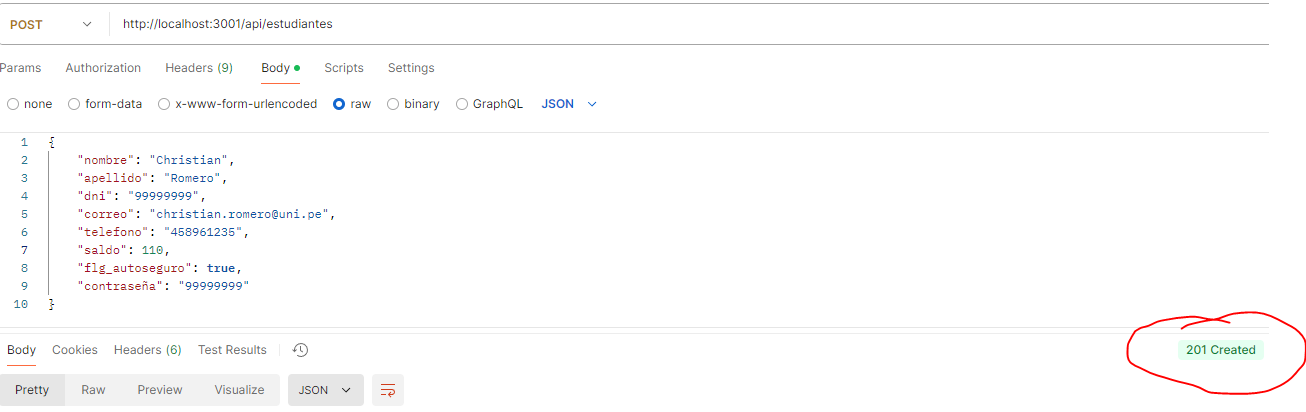 POST http://localhost:3001/api/estudiantes
Params Authorization Headers (9) Body Scripts Settings
none form-data x-www-form-urlencoded raw binary GraphQL JSON
1 {
2 "nombre": "Christian",
3 "apellido": "Romero",
4 "dni": "99999999",
5 "correo": "christian.romero@uni.pe",
6 "telefono": "458961235",
7 "saldo": 110,
8 "flg_autoseguro": true,
9 "contraseña": "99999999"
10 }
Body Cookies Headers (6) Test Results 201 Created
Pretty Raw Preview Visualize JSON